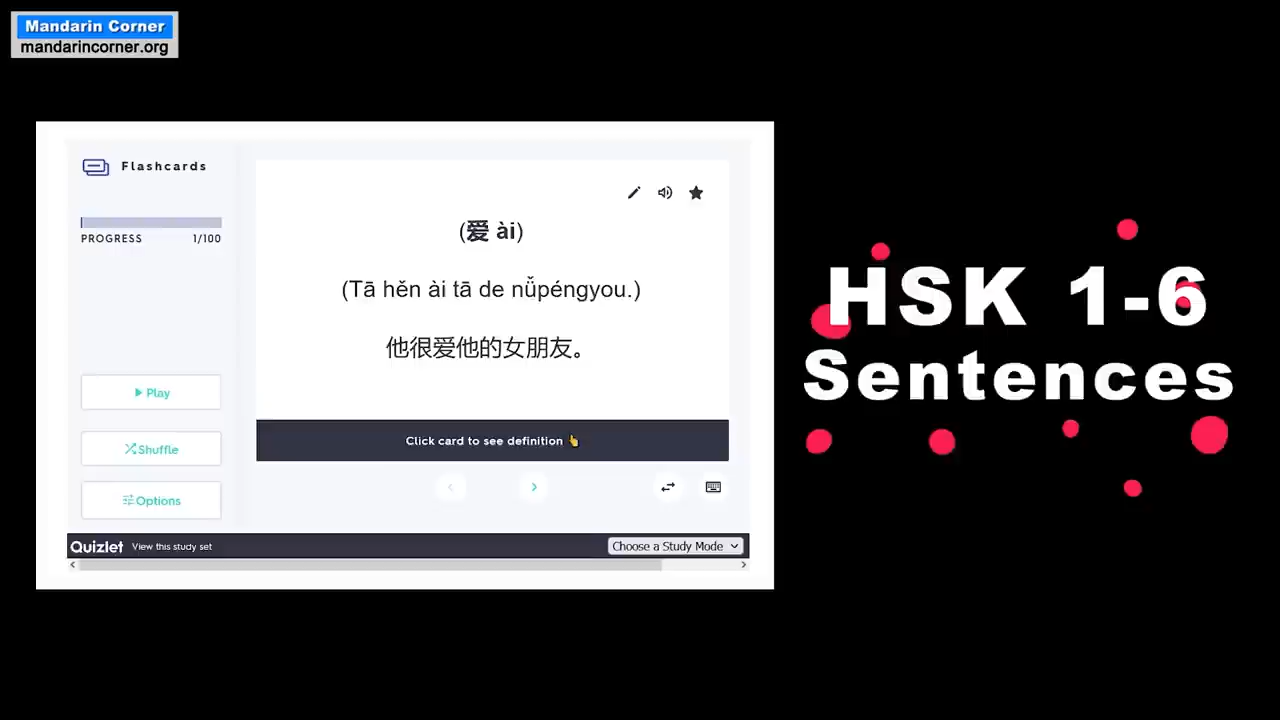 Mandarin Corner
mandarincorner.org
Flashcards
PROGRESS 1/100
Play
Shuffle
Options
(爱 ài)
(Tā hěn ài tā de nǚpéngyou.)
他很爱他的女朋友。
Click card to see definition 👆
Quizlet View this study set
Choose a Study Mode
HSK 1-6
Sentences